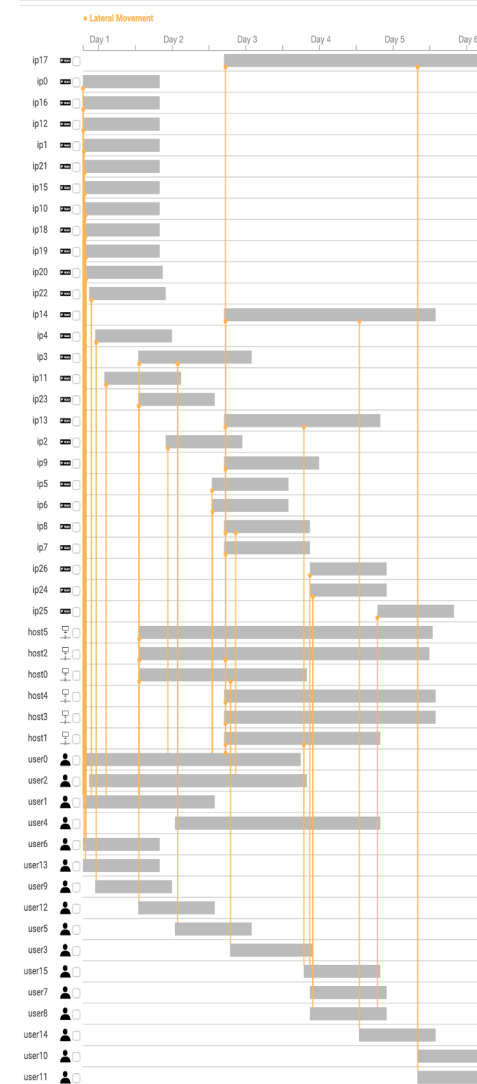 Lateral Movement
Day 1 Day 2 Day 3 Day 4 Day 5 Day 6
ip17
ip0
ip16
ip12
ip1
ip21
ip15
ip10
ip18
ip19
ip20
ip22
ip14
ip4
ip3
ip11
ip23
ip13
ip2
ip9
ip5
ip6
ip8
ip7
ip26
ip24
ip25
host5
host2
host0
host4
host3
host1
user0
user2
user1
user4
user6
user13
user9
user12
user5
user3
user15
user7
user8
user14
user10
user11